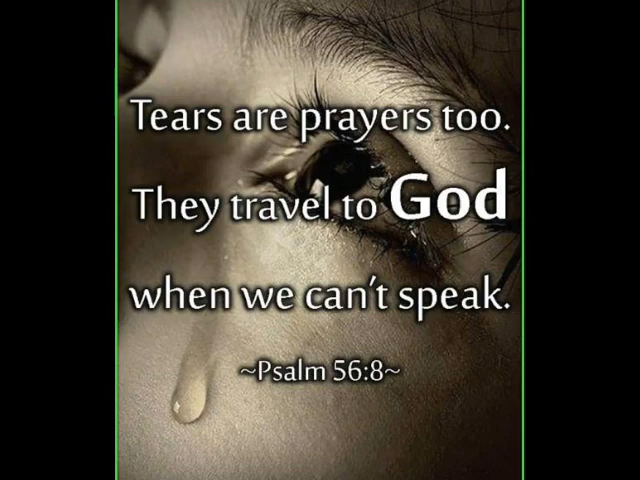 Tears are prayers too.
They travel to God
when we can't speak.
~Psalm 56:8~